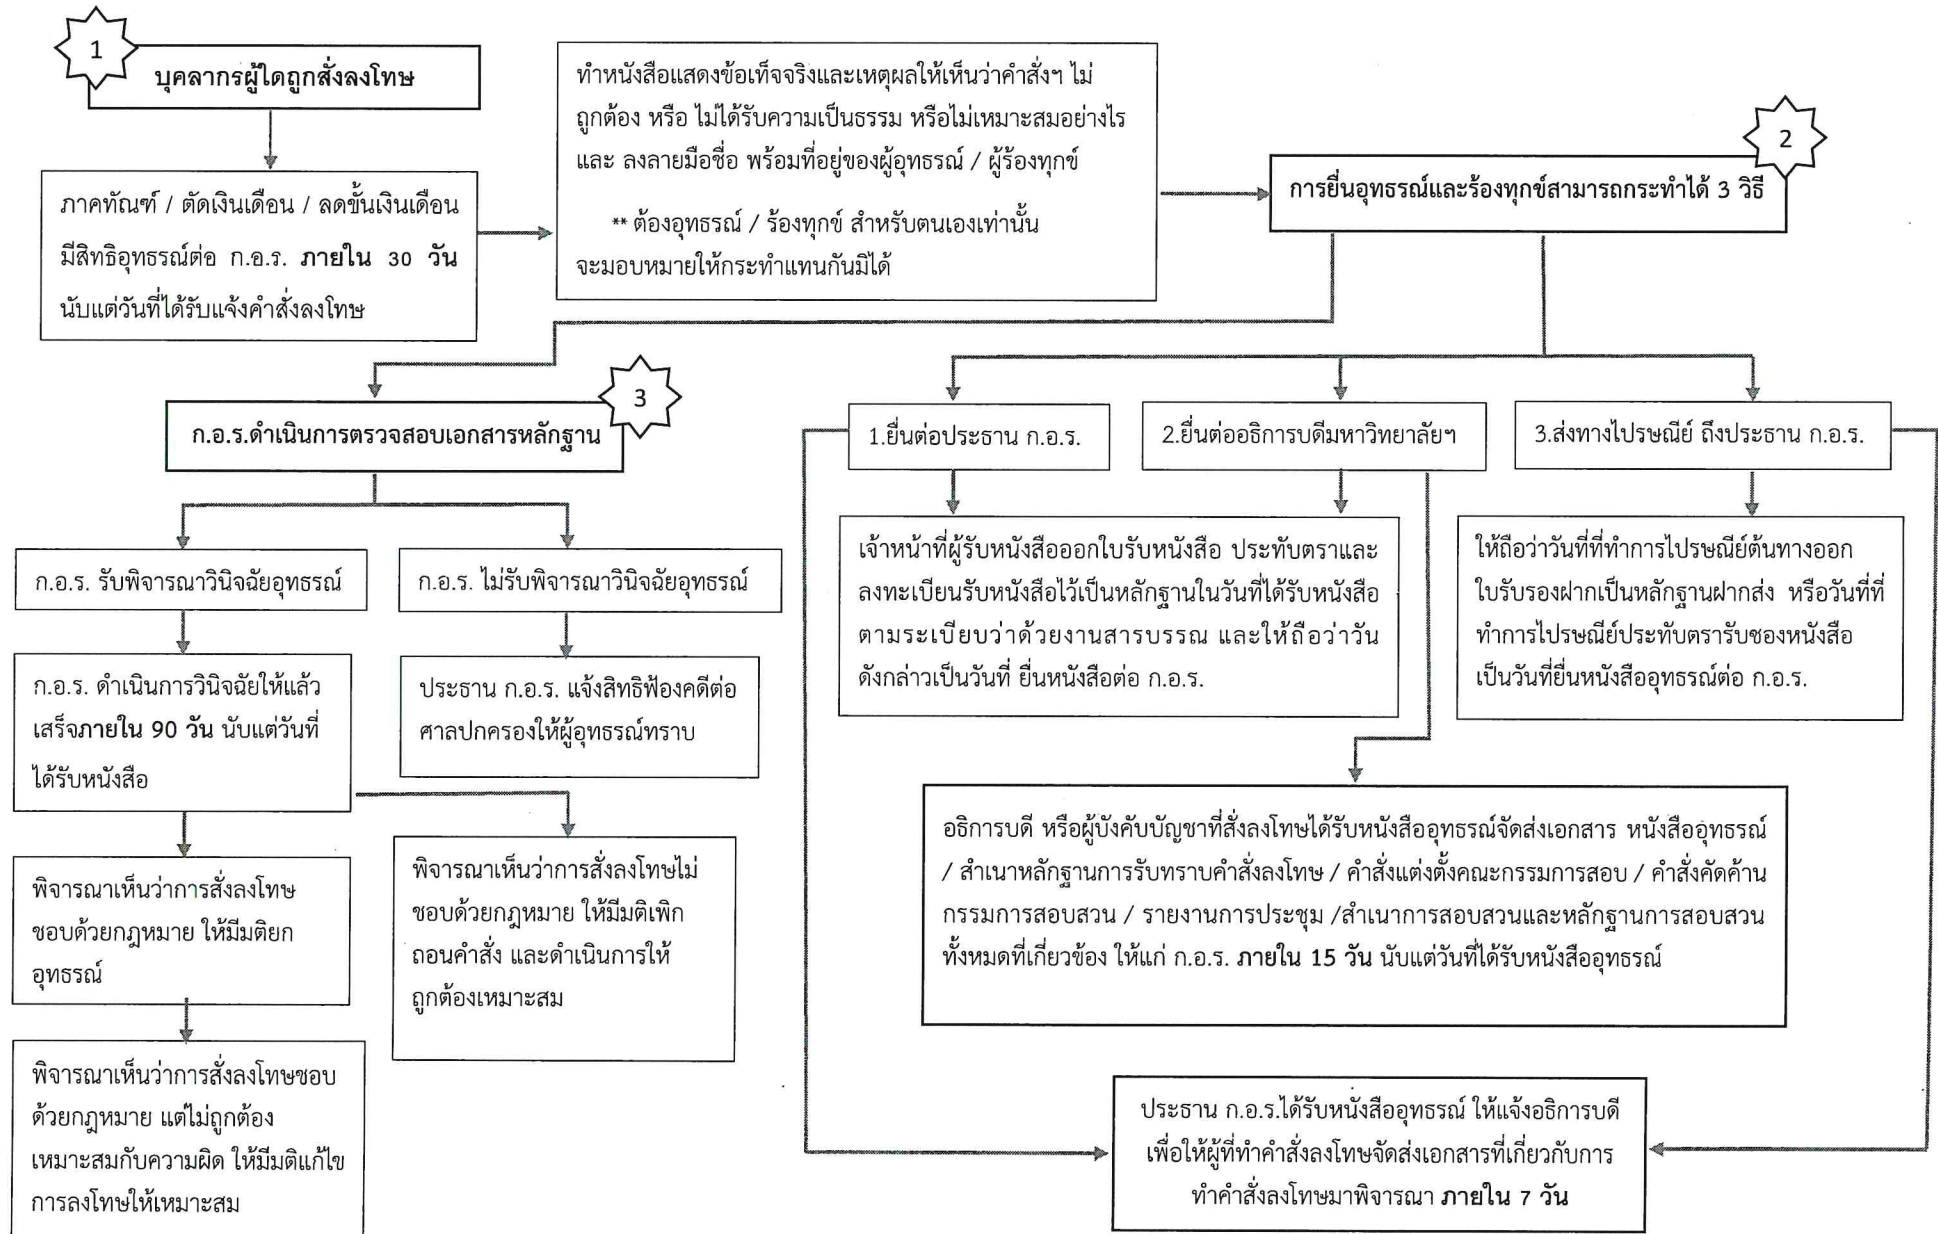 1
บุคลากรผู้ใดถูกสั่งลงโทษ
ภาคทัณฑ์ / ตัดเงินเดือน / ลดขั้นเงินเดือน
มีสิทธิอุทธรณ์ต่อ ก.อ.ร. ภายใน 30 วัน
นับแต่วันที่ได้รับแจ้งคำสั่งลงโทษ
ทำหนังสือแสดงข้อเท็จจริงและเหตุผลให้เห็นว่าคำสั่งฯ ไม่
ถูกต้อง หรือ ไม่ได้รับความเป็นธรรม หรือไม่เหมาะสมอย่างไร
และ ลงลายมือชื่อ พร้อมที่อยู่ของผู้อุทธรณ์ / ผู้ร้องทุกข์
** ต้องอุทธรณ์ / ร้องทุกข์ สำหรับตนเองเท่านั้น
จะมอบหมายให้กระทำแทนกันมิได้
2
การยื่นอุทธรณ์และร้องทุกข์สามารถกระทำได้ 3 วิธี
1.ยื่นต่อประธาน ก.อ.ร.
2.ยื่นต่ออธิการบดีมหาวิทยาลัยฯ
3.ส่งทางไปรษณีย์ ถึงประธาน ก.อ.ร.
เจ้าหน้าที่ผู้รับหนังสือออกใบรับหนังสือ ประทับตราและ
ลงทะเบียนรับหนังสือไว้เป็นหลักฐานในวันที่ได้รับหนังสือ
ตามระเบียบว่าด้วยงานสารบรรณ และให้ถือว่าวัน
ดังกล่าวเป็นวันที่ ยื่นหนังสือต่อ ก.อ.ร.
ให้ถือว่าวันที่ที่ทำการไปรษณีย์ต้นทางออก
ใบรับรองฝากเป็นหลักฐานฝากส่ง หรือวันที่ที่
ทำการไปรษณีย์ประทับตรารับซองหนังสือ
เป็นวันที่ยื่นหนังสืออุทธรณ์ต่อ ก.อ.ร.
อธิการบดี หรือผู้บังคับบัญชาที่สั่งลงโทษได้รับหนังสืออุทธรณ์จัดส่งเอกสาร หนังสืออุทธรณ์
/ สำเนาหลักฐานการรับทราบคำสั่งลงโทษ / คำสั่งแต่งตั้งคณะกรรมการสอบ / คำสั่งคัดค้าน
กรรมการสอบสวน / รายงานการประชุม /สำเนาการสอบสวนและหลักฐานการสอบสวน
ทั้งหมดที่เกี่ยวข้อง ให้แก่ ก.อ.ร. ภายใน 15 วัน นับแต่วันที่ได้รับหนังสืออุทธรณ์
ประธาน ก.อ.ร.ได้รับหนังสืออุทธรณ์ ให้แจ้งอธิการบดี
เพื่อให้ผู้ที่ทำคำสั่งลงโทษจัดส่งเอกสารที่เกี่ยวกับการ
ทำคำสั่งลงโทษมาพิจารณา ภายใน 7 วัน
3
ก.อ.ร.ดำเนินการตรวจสอบเอกสารหลักฐาน
ก.อ.ร. รับพิจารณาวินิจฉัยอุทธรณ์
ก.อ.ร. ไม่รับพิจารณาวินิจฉัยอุทธรณ์
ก.อ.ร. ดำเนินการวินิจฉัยให้แล้ว
เสร็จภายใน 90 วัน นับแต่วันที่
ได้รับหนังสือ
ประธาน ก.อ.ร. แจ้งสิทธิฟ้องคดีต่อ
ศาลปกครองให้ผู้อุทธรณ์ทราบ
พิจารณาเห็นว่าการสั่งลงโทษ
ชอบด้วยกฎหมาย ให้มีมติยก
อุทธรณ์
พิจารณาเห็นว่าการสั่งลงโทษไม่
ชอบด้วยกฎหมาย ให้มีมติเพิก
ถอนคำสั่ง และดำเนินการให้
ถูกต้องเหมาะสม
พิจารณาเห็นว่าการสั่งลงโทษชอบ
ด้วยกฎหมาย แต่ไม่ถูกต้อง
เหมาะสมกับความผิด ให้มีมติแก้ไข
การลงโทษให้เหมาะสม